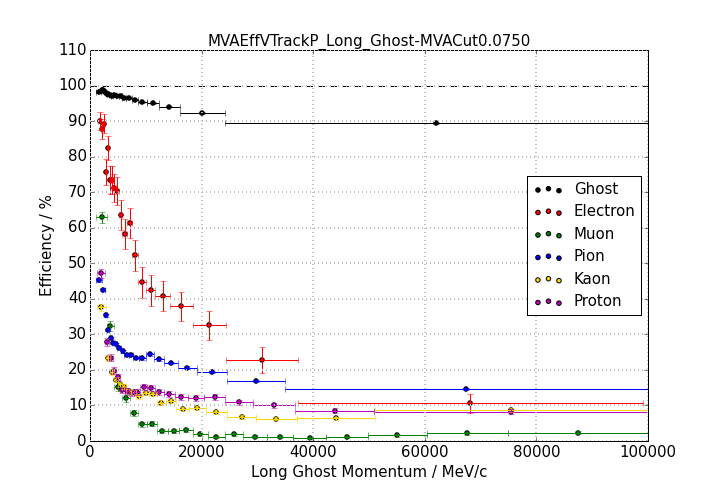 MVAEffVTrackP_Long_Ghost-MVACut0.0750
110
100
90
80
70
60
50
40
30
20
10
0
Efficiency / %
Ghost
Electron
Muon
Pion
Kaon
Proton
0 20000 40000 60000 80000 100000
Long Ghost Momentum / MeV/c